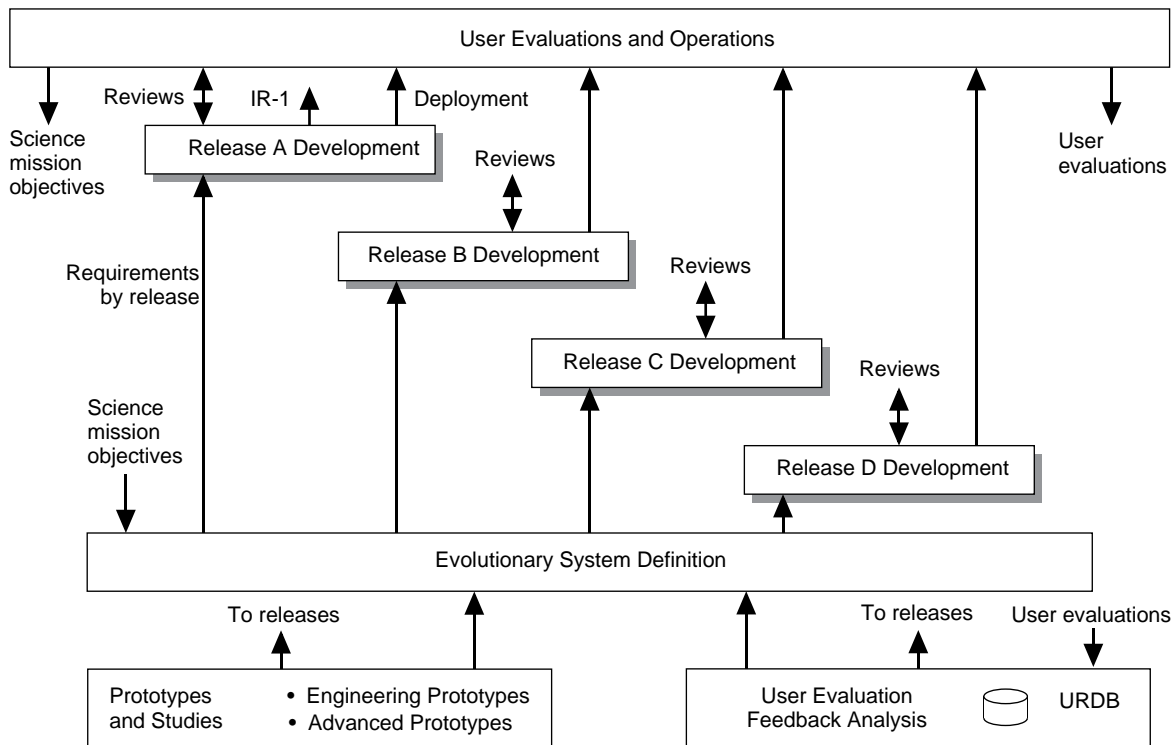 User Evaluations and Operations
Reviews
IR-1
Deployment
Science
mission
objectives
Release A Development
User
evaluations
Reviews
Release B Development
Requirements
by release
Reviews
Release C Development
Reviews
Science
mission
objectives
Release D Development
Evolutionary System Definition
To releases
To releases
User evaluations
Prototypes
and Studies
• Engineering Prototypes
• Advanced Prototypes
User Evaluation
Feedback Analysis
URDB